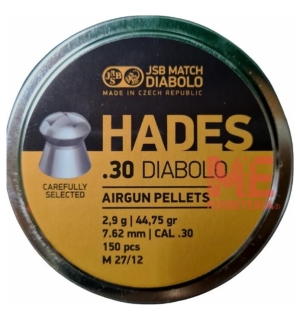 JSB MATCH
DIABOLO
MADE IN CZECH REPUBLIC
HADES
.30 DIABOLO
CAREFULLY
SELECTED
AIRGUN PELLETS
2,9 g | 44,75 gr
7.62 mm | CAL .30
150 pcs
M 27/12